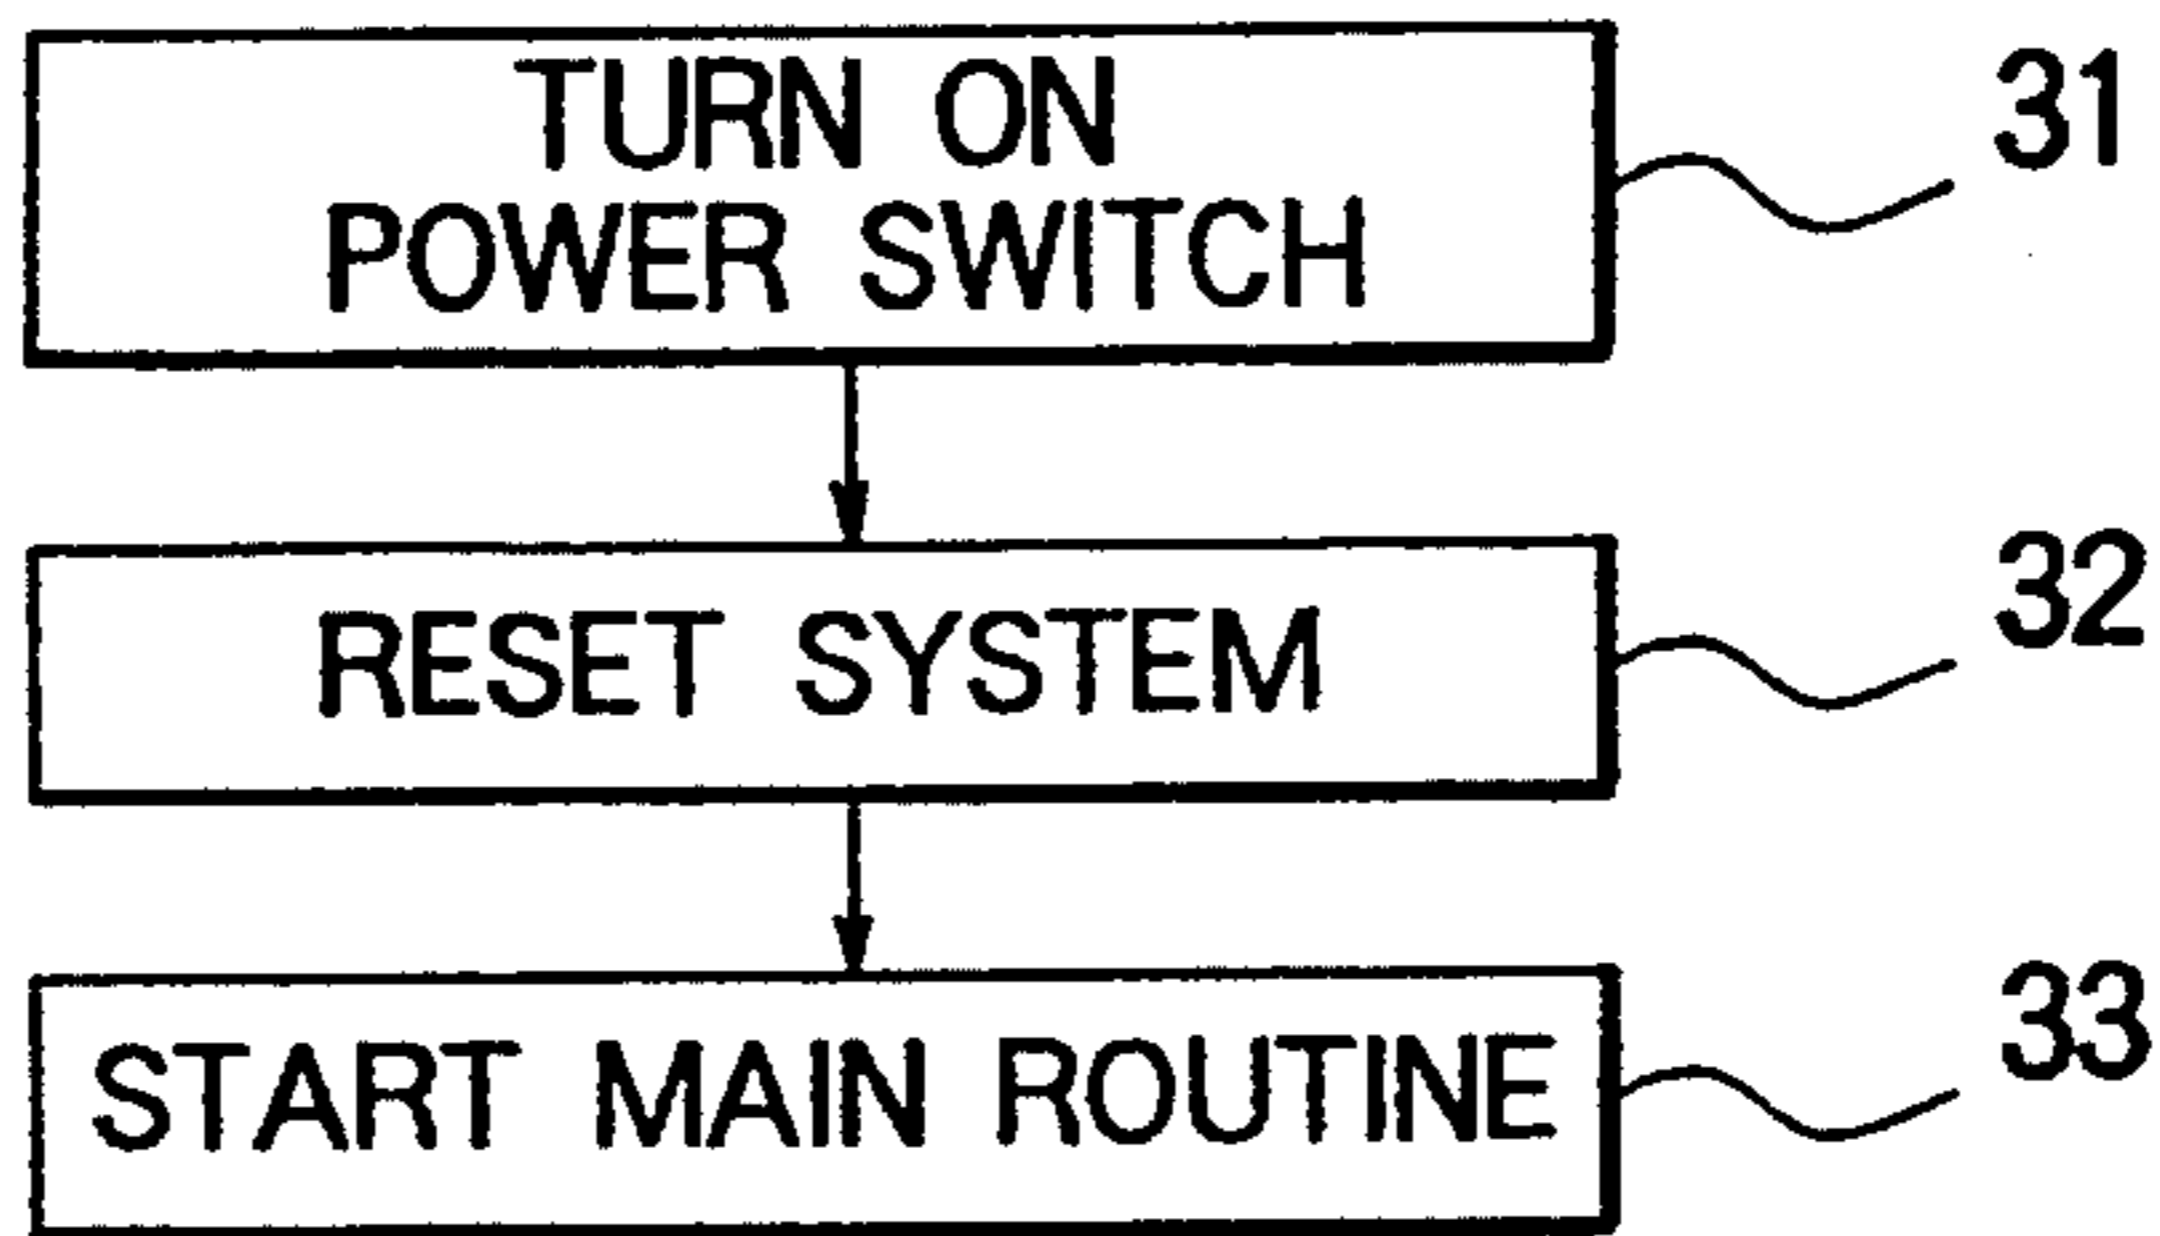 TURN ON
POWER SWITCH
31
RESET SYSTEM
32
START MAIN ROUTINE
33